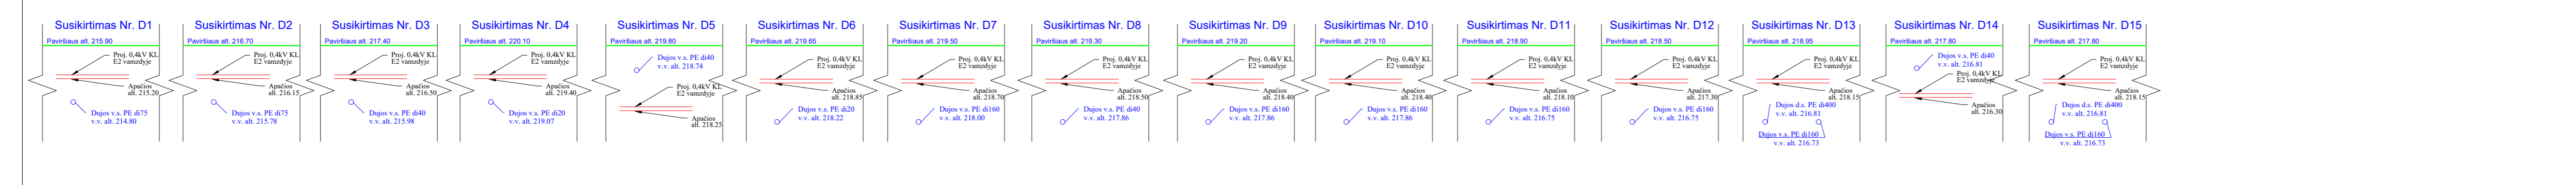 Susikirtimas Nr. D1
Paviršiaus alt. 215.90
Proj. 0,4kV KL
E2 vamzdyje
Apačios
alt. 215.20
Dujos v.s. PE di75
v.v. alt. 214.80
Susikirtimas Nr. D2
Paviršiaus alt. 216.70
Proj. 0,4kV KL
E2 vamzdyje
Apačios
alt. 216.15
Dujos v.s. PE di75
v.v. alt. 215.78
Susikirtimas Nr. D3
Paviršiaus alt. 217.40
Proj. 0,4kV KL
E2 vamzdyje
Apačios
alt. 216.50
Dujos v.s. PE di40
v.v. alt. 215.98
Susikirtimas Nr. D4
Paviršiaus alt. 220.10
Proj. 0,4kV KL
E2 vamzdyje
Apačios
alt. 219.40
Dujos v.s. PE di20
v.v. alt. 219.07
Susikirtimas Nr. D5
Paviršiaus alt. 219.80
Dujos v.s. PE di40
v.v. alt. 218.74
Proj. 0,4kV KL
E2 vamzdyje
Apačios
alt. 218.25
Susikirtimas Nr. D6
Paviršiaus alt. 219.65
Proj. 0,4kV KL
E2 vamzdyje
Apačios
alt. 218.85
Dujos v.s. PE di20
v.v. alt. 218.22
Susikirtimas Nr. D7
Paviršiaus alt. 219.50
Proj. 0,4kV KL
E2 vamzdyje
Apačios
alt. 218.70
Dujos v.s. PE di160
v.v. alt. 218.00
Susikirtimas Nr. D8
Paviršiaus alt. 219.30
Proj. 0,4kV KL
E2 vamzdyje
Apačios
alt. 218.50
Dujos v.s. PE di40
v.v. alt. 217.86
Susikirtimas Nr. D9
Paviršiaus alt. 219.20
Proj. 0,4kV KL
E2 vamzdyje
Apačios
alt. 218.40
Dujos v.s. PE di160
v.v. alt. 217.86
Susikirtimas Nr. D10
Paviršiaus alt. 219.10
Proj. 0,4kV KL
E2 vamzdyje
Apačios
alt. 218.40
Dujos v.s. PE di160
v.v. alt. 217.86
Susikirtimas Nr. D11
Paviršiaus alt. 218.90
Proj. 0,4kV KL
E2 vamzdyje
Apačios
alt. 218.10
Dujos v.s. PE di160
v.v. alt. 216.75
Susikirtimas Nr. D12
Paviršiaus alt. 218.50
Proj. 0,4kV KL
E2 vamzdyje
Apačios
alt. 217.30
Dujos v.s. PE di160
v.v. alt. 216.75
Susikirtimas Nr. D13
Paviršiaus alt. 218.95
Proj. 0,4kV KL
E2 vamzdyje
Apačios
alt. 218.15
Dujos d.s. PE di400
v.v. alt. 216.81
Dujos v.s. PE di160
v.v. alt. 216.73
Susikirtimas Nr. D14
Paviršiaus alt. 217.80
Dujos v.s. PE di40
v.v. alt. 216.81
Proj. 0,4kV KL
E2 vamzdyje
Apačios
alt. 216.30
Susikirtimas Nr. D15
Paviršiaus alt. 217.80
Proj. 0,4kV KL
E2 vamzdyje
Apačios
alt. 218.15
Dujos d.s. PE di400
v.v. alt. 216.81
Dujos v.s. PE di160
v.v. alt. 216.73